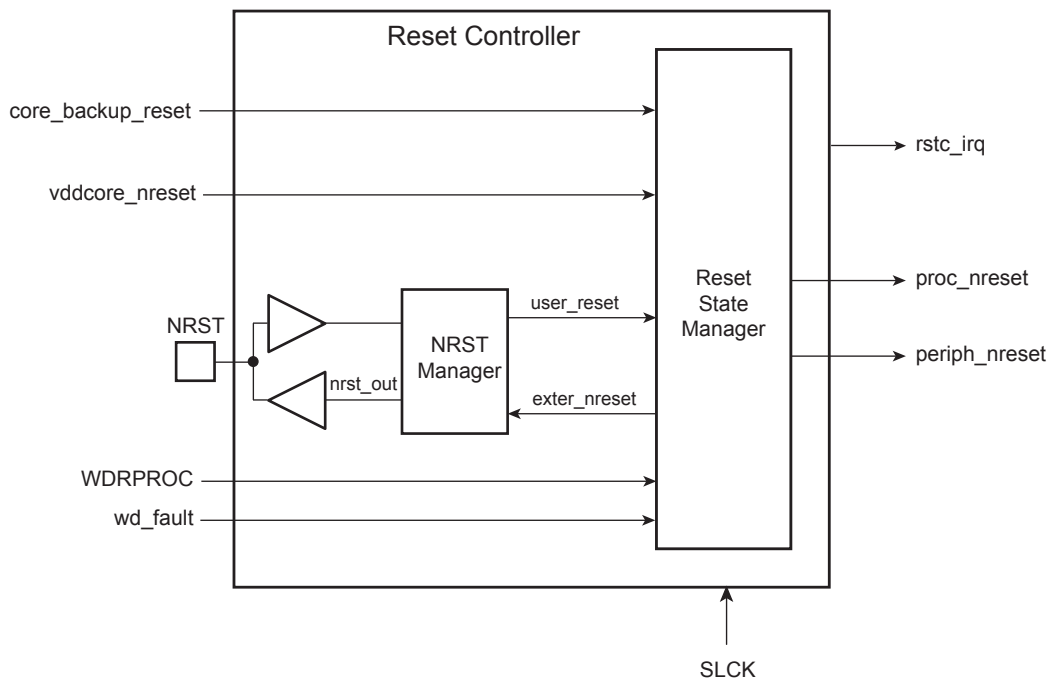 Reset Controller
core_backup_reset
rstc_irq
vddcore_nreset
Reset
State
Manager
proc_nreset
user_reset
NRST
NRST
Manager
periph_nreset
nrst_out
exter_nreset
WDRPROC
wd_fault
SLCK